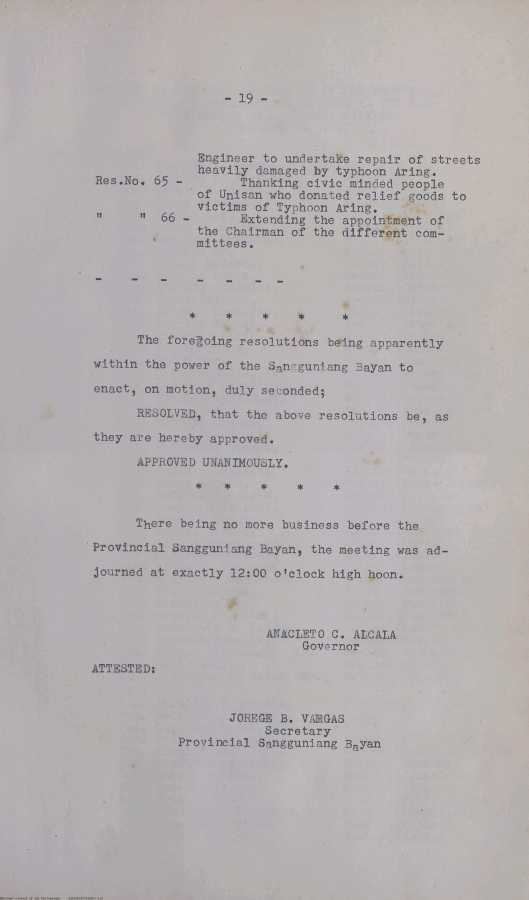 - 19 -
Engineer to undertake repair of streets
heavily damaged by typhoon Aring.
Res.No. 65 - Thanking civic minded people
of Unisan who donated relief goods to
victims of Typhoon Aring.
" " 66 - Extending the appointment of
the Chairman of the different com-
mittees.
- - - - - - -
* * * * *
The foregoing resolutions being apparently
within the power of the Sangguniang Bayan to
enact, on motion, duly seconded;
RESOLVED, that the above resolutions be, as
they are hereby approved.
APPROVED UNANIMOUSLY.
* * * * *
There being no more business before the
Provincial Sangguniang Bayan, the meeting was ad-
journed at exactly 12:00 o'clock high hoon.
ANACLETO C. ALCALA
Governor
ATTESTED:
JOREGE B. VARGAS
Secretary
Provincial Sangguniang Bayan